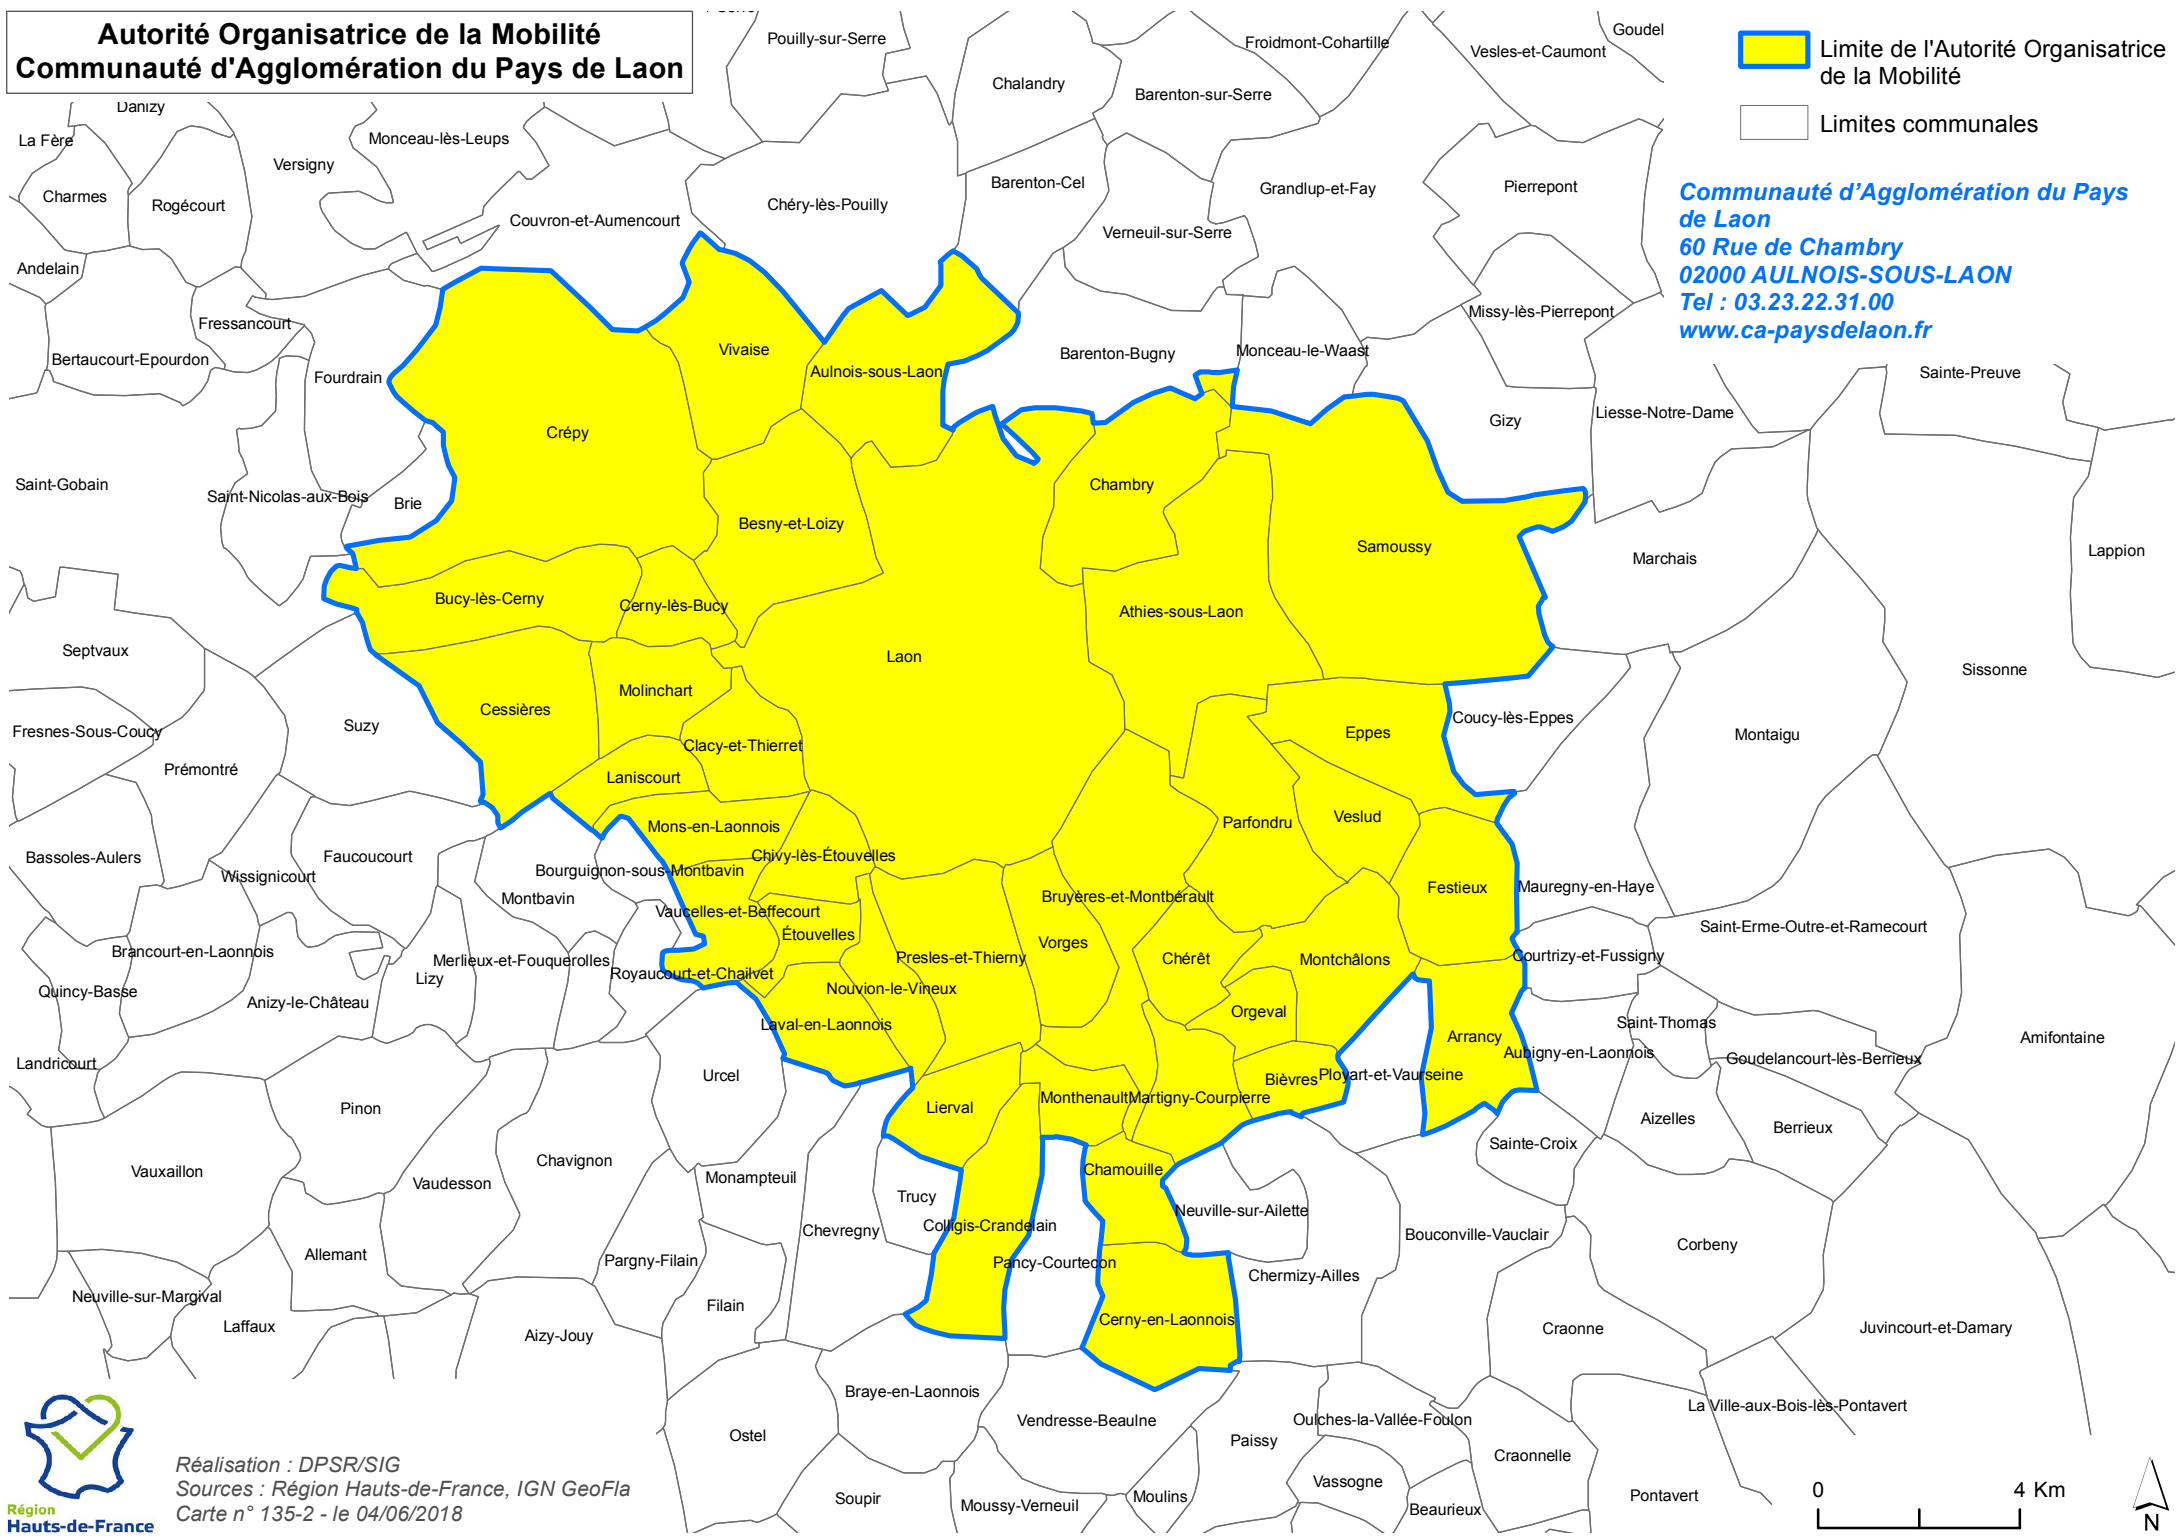 Autorité Organisatrice de la Mobilité
Communauté d'Agglomération du Pays de Laon
Limite de l'Autorité Organisatrice
de la Mobilité
Limites communales
Communauté d’Agglomération du Pays
de Laon
60 Rue de Chambry
02000 AULNOIS-SOUS-LAON
Tel : 03.23.22.31.00
www.ca-paysdelaon.fr
Pouilly-sur-Serre
Froidmont-Cohartille
Vesles-et-Caumont
Goudel
Chalandry
Barenton-sur-Serre
Danizy
La Fère
Monceau-lès-Leups
Versigny
Charmes
Rogécourt
Couvron-et-Aumencourt
Chéry-lès-Pouilly
Barenton-Cel
Grandlup-et-Fay
Pierrepont
Verneuil-sur-Serre
Andelain
Fressancourt
Missy-lès-Pierrepont
Bertaucourt-Epourdon
Fourdrain
Vivaise
Aulnois-sous-Laon
Barenton-Bugny
Monceau-le-Waast
Sainte-Preuve
Liesse-Notre-Dame
Gizy
Crépy
Saint-Gobain
Saint-Nicolas-aux-Bois
Brie
Chambry
Besny-et-Loizy
Samoussy
Marchais
Lappion
Bucy-lès-Cerny
Cerny-lès-Bucy
Athies-sous-Laon
Septvaux
Laon
Sissonne
Molinchart
Cessières
Suzy
Fresnes-Sous-Coucy
Coucy-lès-Eppes
Eppes
Montaigu
Clacy-et-Thierret
Prémontré
Laniscourt
Mons-en-Laonnois
Parfondru
Veslud
Bassoles-Aulers
Faucoucourt
Chivy-lès-Étouvelles
Wissignicourt
Bourguignon-sous-Montbavin
Montbavin
Bruyères-et-Montbérault
Festieux
Mauregny-en-Haye
Vaucelles-et-Beffecourt
Étouvelles
Saint-Erme-Outre-et-Ramecourt
Brancourt-en-Laonnois
Merlieux-et-Fouquerolles
Presles-et-Thierny
Vorges
Chérêt
Montchâlons
Courtrizy-et-Fussigny
Royaucourt-et-Chailvet
Lizy
Quincy-Basse
Anizy-le-Château
Nouvion-le-Vineux
Orgeval
Laval-en-Laonnois
Saint-Thomas
Arrancy
Amifontaine
Aubigny-en-Laonnois
Goudelancourt-lès-Berrieux
Landricourt
Urcel
Bièvres
Ployart-et-Vaurseine
Pinon
Lierval
Monthenault
Martigny-Courpierre
Aizelles
Berrieux
Sainte-Croix
Chavignon
Vauxaillon
Vaudesson
Monampteuil
Chamouille
Trucy
Neuville-sur-Ailette
Colligis-Crandelain
Chevregny
Bouconville-Vauclair
Corbeny
Allemant
Pargny-Filain
Pancy-Courtecon
Chermizy-Ailles
Neuville-sur-Margival
Filain
Laffaux
Cerny-en-Laonnois
Aizy-Jouy
Craonne
Juvincourt-et-Damary
Braye-en-Laonnois
La Ville-aux-Bois-lès-Pontavert
Vendresse-Beaulne
Oulches-la-Vallée-Foulon
Ostel
Paissy
Craonnelle
Vassogne
Soupir
Moussy-Verneuil
Moulins
Beaurieux
Pontavert
Réalisation : DPSR/SIG
Sources : Région Hauts-de-France, IGN GeoFla
Carte n° 135-2 - le 04/06/2018
Région
Hauts-de-France
0 4 Km
N